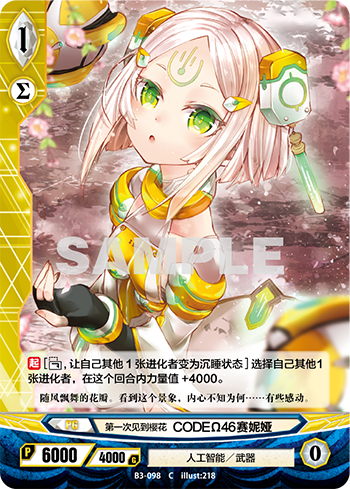 1
Σ
SAMPLE
起 [, 让自己其他1张进化者变为沉睡状态] 选择自己其他1
张进化者，在这个回合内力量值 +4000。
随风飘舞的花瓣。看到这个景象，内心不知为何……有些感动。
第一次见到樱花 CODEΩ46赛妮娅
P 6000 / 4000 G
人工智能／武器
0
B3-098 C illust:218